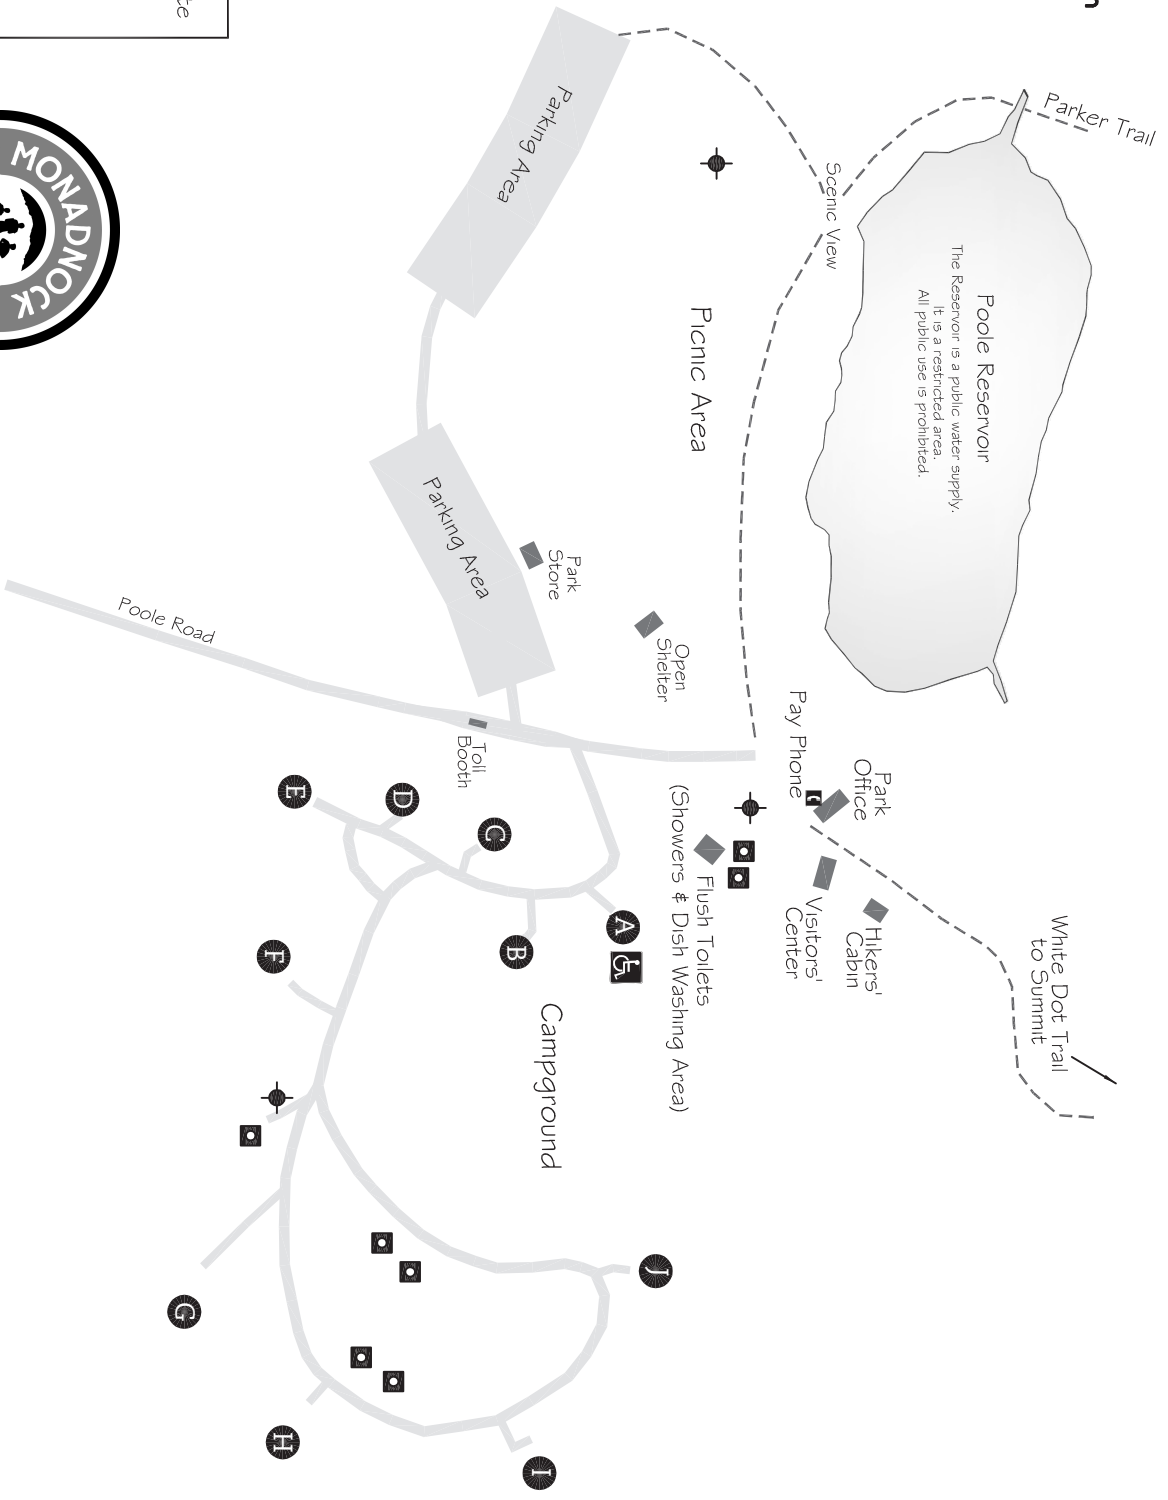 Parker Trail
Scenic View
Poole Reservoir
The Reservoir is a public water supply.
It is a restricted area.
All public use is prohibited.
Parking Area
MONADNOCK
Picnic Area
Parking Area
Park
Store
Open
Shelter
Poole Road
Toll
Booth
Pay Phone
Park
Office
Visitors'
Center
Hikers'
Cabin
White Dot Trail
to Summit
Flush Toilets
(Showers & Dish Washing Area)
Campground
A
B
C
D
E
F
G
H
I
J